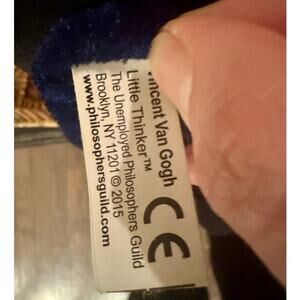 Vincent Van Gogh
Little Thinker™
The Unemployed Philosophers Guild
Brooklyn, NY 11201 © 2015
www.philosophersguild.com
CE